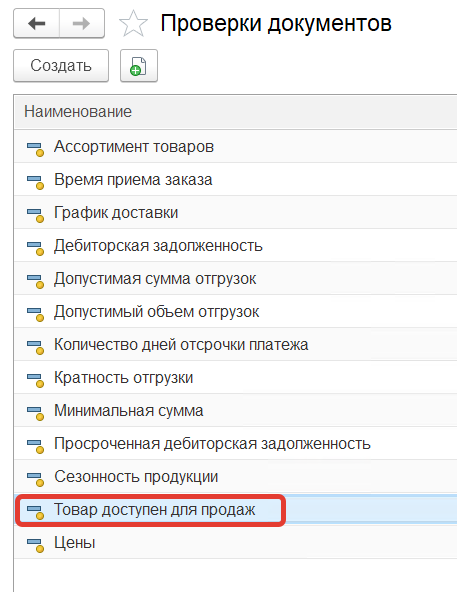 Проверки документов
Создать
Наименование
Ассортимент товаров
Время приема заказа
График доставки
Дебиторская задолженность
Допустимая сумма отгрузок
Допустимый объем отгрузок
Количество дней отсрочки платежа
Кратность отгрузки
Минимальная сумма
Просроченная дебиторская задолженность
Сезонность продукции
Товар доступен для продаж
Цены